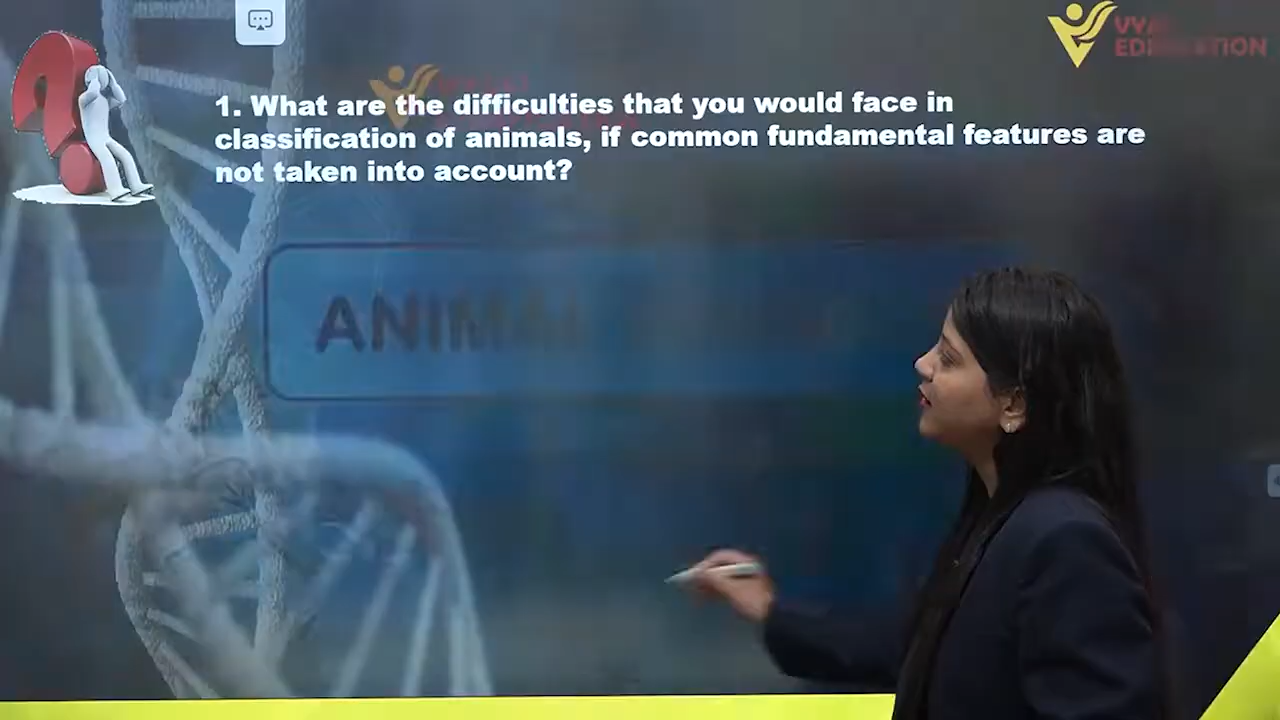 1. What are the difficulties that you would face in
classification of animals, if common fundamental features are
not taken into account?
ANIMAL